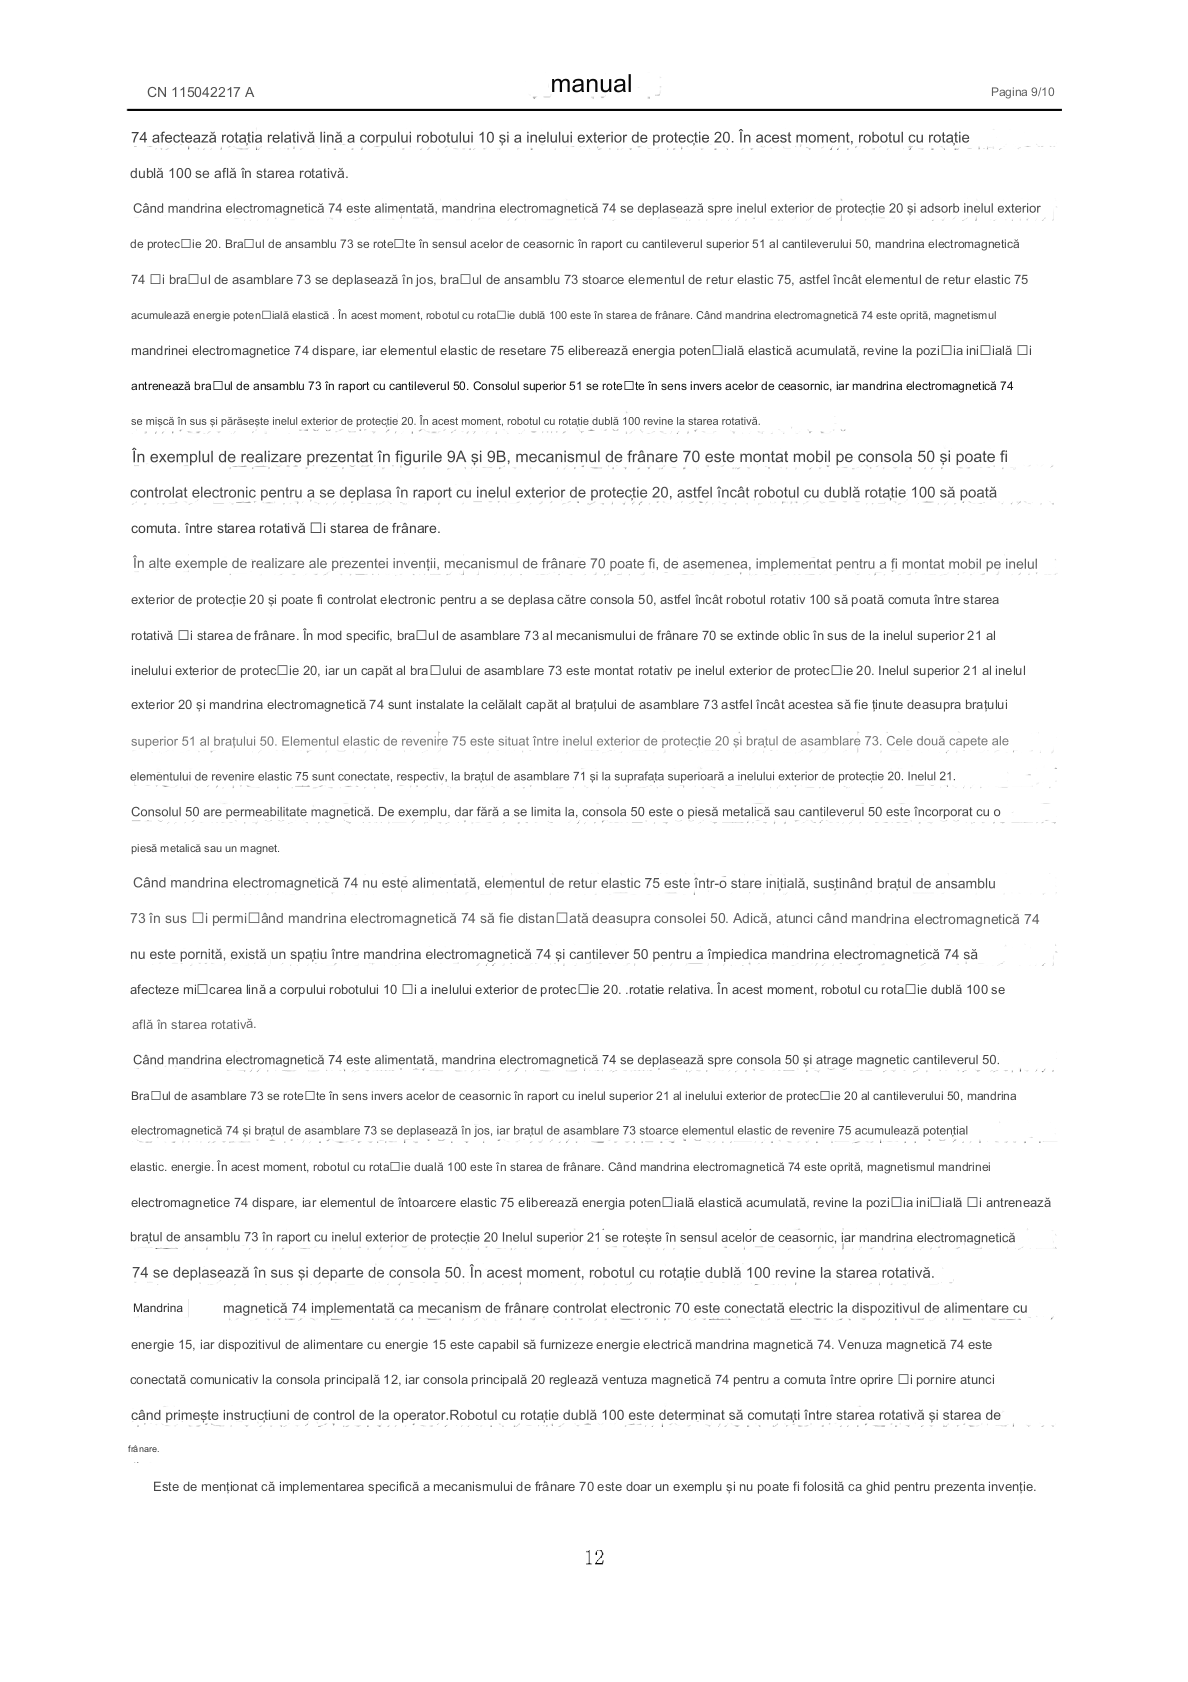 CN 115042217 A
manual
Pagina 9/10
74 afectează rotația relativă lină a corpului robotului 10 și a inelului exterior de protecție 20. În acest moment, robotul cu rotație
dublă 100 se află în starea rotativă.
Când mandrina electromagnetică 74 este alimentată, mandrina electromagnetică 74 se deplasează spre inelul exterior de protecție 20 și adsorb inelul exterior
de protec□ie 20. Bra□ul de ansamblu 73 se rote□te în sensul acelor de ceasornic în raport cu cantileverul superior 51 al cantileverului 50, mandrina electromagnetică
74 □i bra□ul de asamblare 73 se deplasează în jos, bra□ul de ansamblu 73 stoarce elementul de retur elastic 75, astfel încât elementul de retur elastic 75
acumulează energie poten□ială elastică . În acest moment, robotul cu rota□ie dublă 100 este în starea de frânare. Când mandrina electromagnetică 74 este oprită, magnetismul
mandrinei electromagnetice 74 dispare, iar elementul elastic de resetare 75 eliberează energia poten□ială elastică acumulată, revine la pozi□ia ini□ială □i
antrenează bra□ul de ansamblu 73 în raport cu cantileverul 50. Consolul superior 51 se rote□te în sens invers acelor de ceasornic, iar mandrina electromagnetică 74
se mișcă în sus și părăsește inelul exterior de protecție 20. În acest moment, robotul cu rotație dublă 100 revine la starea rotativă.
În exemplul de realizare prezentat în figurile 9A și 9B, mecanismul de frânare 70 este montat mobil pe consola 50 și poate fi
controlat electronic pentru a se deplasa în raport cu inelul exterior de protecție 20, astfel încât robotul cu dublă rotație 100 să poată
comuta. între starea rotativă □i starea de frânare.
În alte exemple de realizare ale prezentei invenții, mecanismul de frânare 70 poate fi, de asemenea, implementat pentru a fi montat mobil pe inelul
exterior de protecție 20 și poate fi controlat electronic pentru a se deplasa către consola 50, astfel încât robotul rotativ 100 să poată comuta între starea
rotativă □i starea de frânare. În mod specific, bra□ul de asamblare 73 al mecanismului de frânare 70 se extinde oblic în sus de la inelul superior 21 al
inelului exterior de protec□ie 20, iar un capăt al bra□ului de asamblare 73 este montat rotativ pe inelul exterior de protec□ie 20. Inelul superior 21 al inelul
exterior 20 și mandrina electromagnetică 74 sunt instalate la celălalt capăt al brațului de asamblare 73 astfel încât acestea să fie ținute deasupra brațului
superior 51 al brațului 50. Elementul elastic de revenire 75 este situat între inelul exterior de protecție 20 și brațul de asamblare 73. Cele două capete ale
elementului de revenire elastic 75 sunt conectate, respectiv, la brațul de asamblare 71 și la suprafața superioară a inelului exterior de protecție 20. Inelul 21.
Consolul 50 are permeabilitate magnetică. De exemplu, dar fără a se limita la, consola 50 este o piesă metalică sau cantileverul 50 este încorporat cu o
piesă metalică sau un magnet.
Când mandrina electromagnetică 74 nu este alimentată, elementul de retur elastic 75 este într-o stare inițială, susținând brațul de ansamblu
73 în sus □i permi□ând mandrina electromagnetică 74 să fie distan□ată deasupra consolei 50. Adică, atunci când mandrina electromagnetică 74
nu este pornită, există un spațiu între mandrina electromagnetică 74 și cantilever 50 pentru a împiedica mandrina electromagnetică 74 să
afecteze mi□carea lină a corpului robotului 10 □i a inelului exterior de protec□ie 20. .rotatie relativa. În acest moment, robotul cu rota□ie dublă 100 se
află în starea rotativă.
Când mandrina electromagnetică 74 este alimentată, mandrina electromagnetică 74 se deplasează spre consola 50 și atrage magnetic cantileverul 50.
Bra□ul de asamblare 73 se rote□te în sens invers acelor de ceasornic în raport cu inelul superior 21 al inelului exterior de protec□ie 20 al cantileverului 50, mandrina
electromagnetică 74 și brațul de asamblare 73 se deplasează în jos, iar brațul de asamblare 73 stoarce elementul elastic de revenire 75 acumulează potențial
elastic. energie. În acest moment, robotul cu rota□ie duală 100 este în starea de frânare. Când mandrina electromagnetică 74 este oprită, magnetismul mandrinei
electromagnetice 74 dispare, iar elementul de întoarcere elastic 75 eliberează energia poten□ială elastică acumulată, revine la pozi□ia ini□ială □i antrenează
brațul de ansamblu 73 în raport cu inelul exterior de protecție 20 Inelul superior 21 se rotește în sensul acelor de ceasornic, iar mandrina electromagnetică
74 se deplasează în sus și departe de consola 50. În acest moment, robotul cu rotație dublă 100 revine la starea rotativă.
Mandrina magnetică 74 implementată ca mecanism de frânare controlat electronic 70 este conectată electric la dispozitivul de alimentare cu
energie 15, iar dispozitivul de alimentare cu energie 15 este capabil să furnizeze energie electrică mandrina magnetică 74. Venuza magnetică 74 este
conectată comunicativ la consola principală 12, iar consola principală 20 reglează ventuza magnetică 74 pentru a comuta între oprire □i pornire atunci
când primește instrucțiuni de control de la operator.Robotul cu rotație dublă 100 este determinat să comutați între starea rotativă și starea de
frânare.
Este de menționat că implementarea specifică a mecanismului de frânare 70 este doar un exemplu și nu poate fi folosită ca ghid pentru prezenta invenție.
12